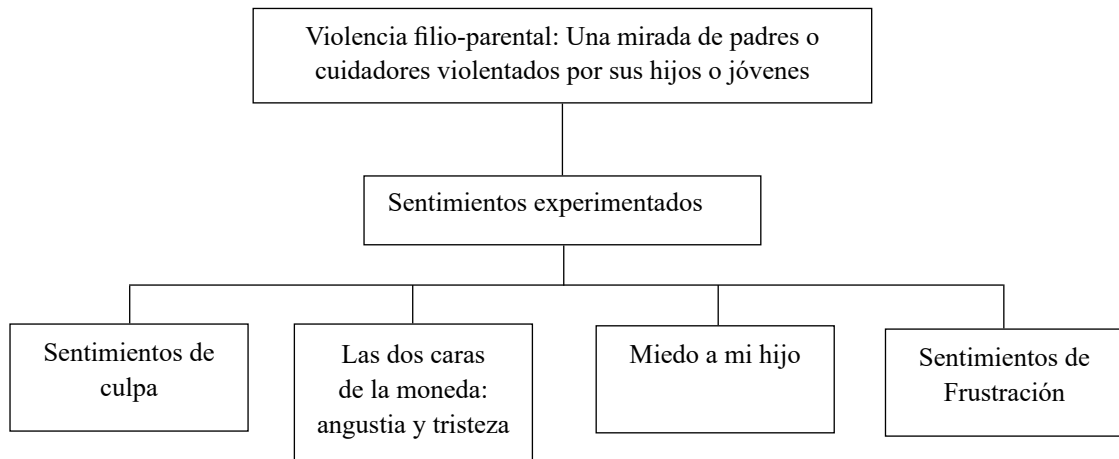 Violencia filio-parental: Una mirada de padres o
cuidadores violentados por sus hijos o jóvenes
Sentimientos experimentados
Sentimientos de
culpa
Las dos caras
de la moneda:
angustia y tristeza
Miedo a mi hijo
Sentimientos de
Frustración